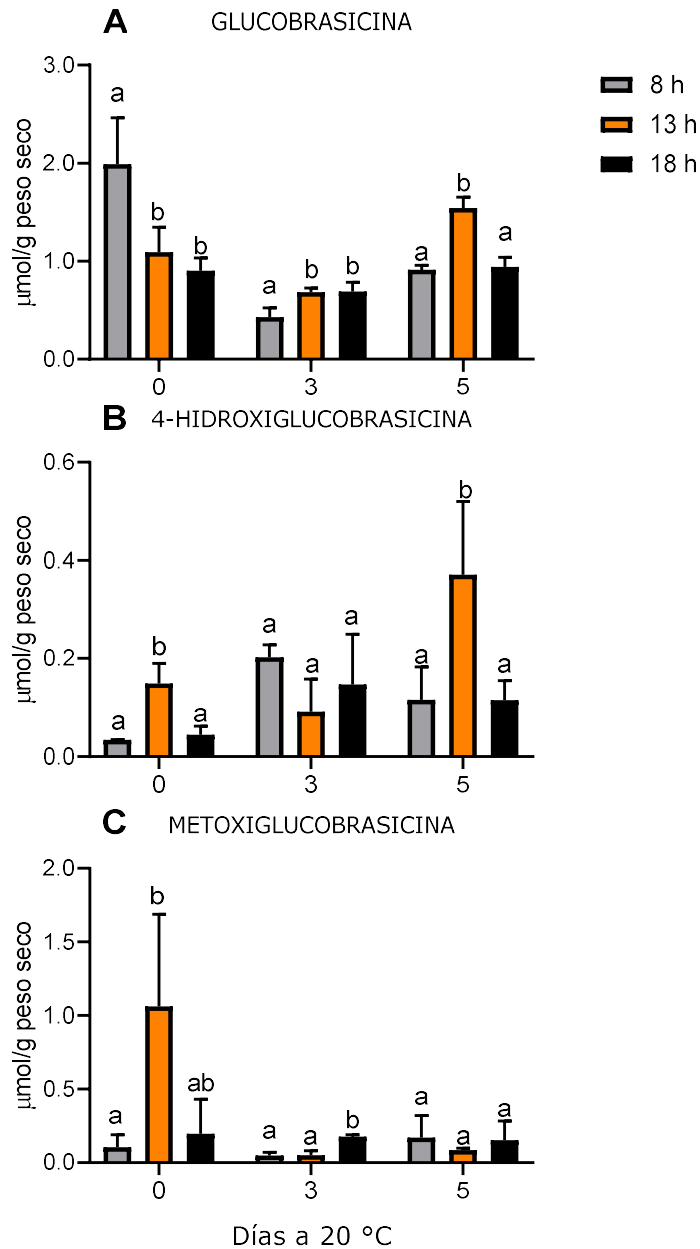 A GLUCOBRASICINA
8 h
13 h
18 h
3.0
2.0
1.0
0.0
µmol/g peso seco
a b b a b b a b a
0 3 5
B 4-HIDROXIGLUCOBRASICINA
0.6
0.4
0.2
0.0
µmol/g peso seco
a b a a a a a b a
0 3 5
C METOXIGLUCOBRASICINA
2.0
1.5
1.0
0.5
0.0
µmol/g peso seco
a b ab a a b a a a
0 3 5
Días a 20 °C